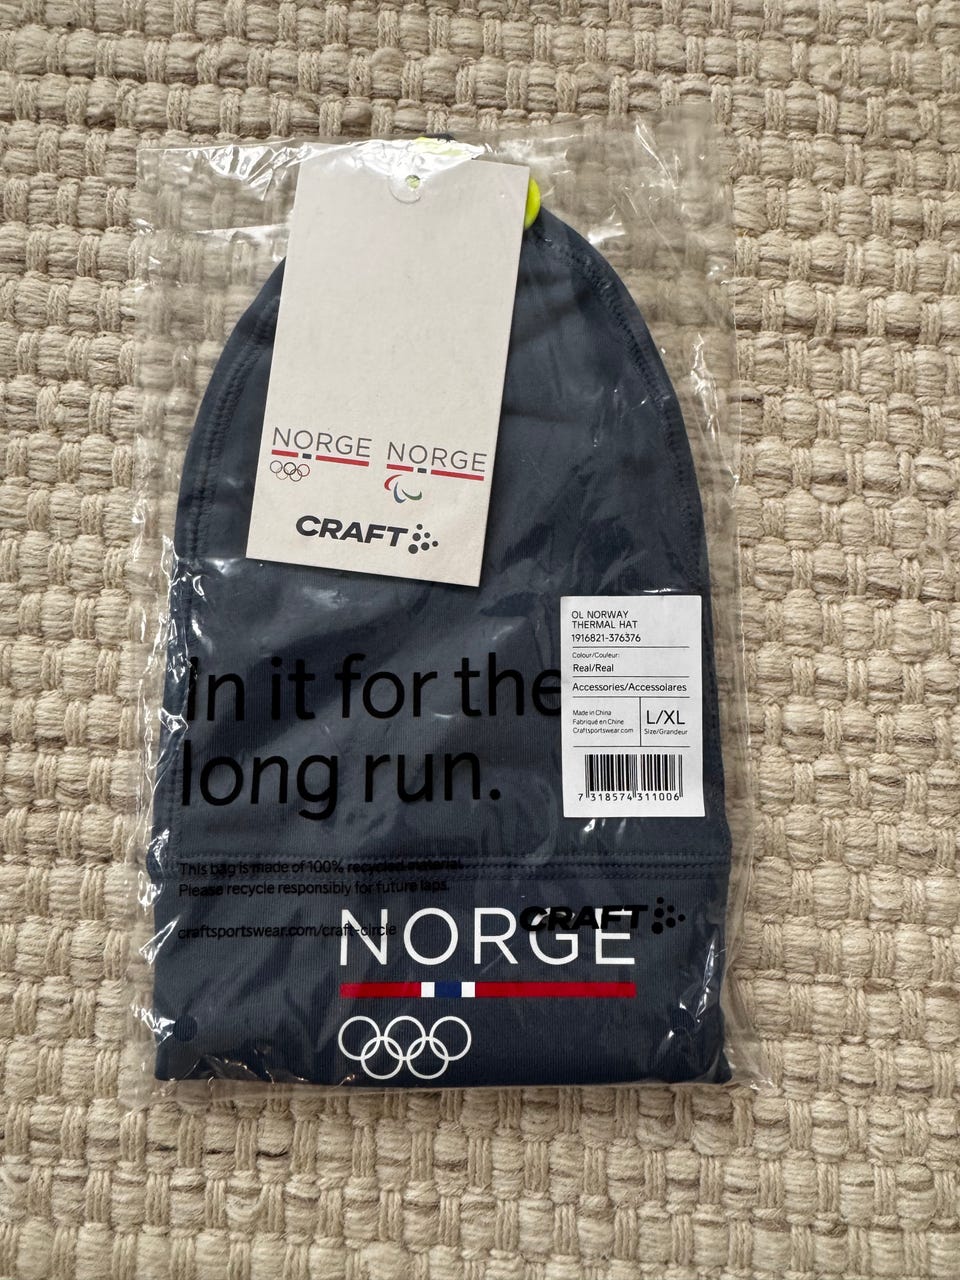 NORGE NORGE
CRAFT
OL NORWAY
THERMAL HAT
1916821-376376
Colour/Couleur:
Real/Real
Accessories/Accessoiares
Made in China
Fabriqué en Chine
Craftsportswear.com
L/XL
Size/Grandeur
7 318574 311006
In it for the
long run.
This bag is made of 100% recycled material.
Please recycle responsibly for future laps.
craftsportswear.com/craft-circle
CRAFT
NORGE